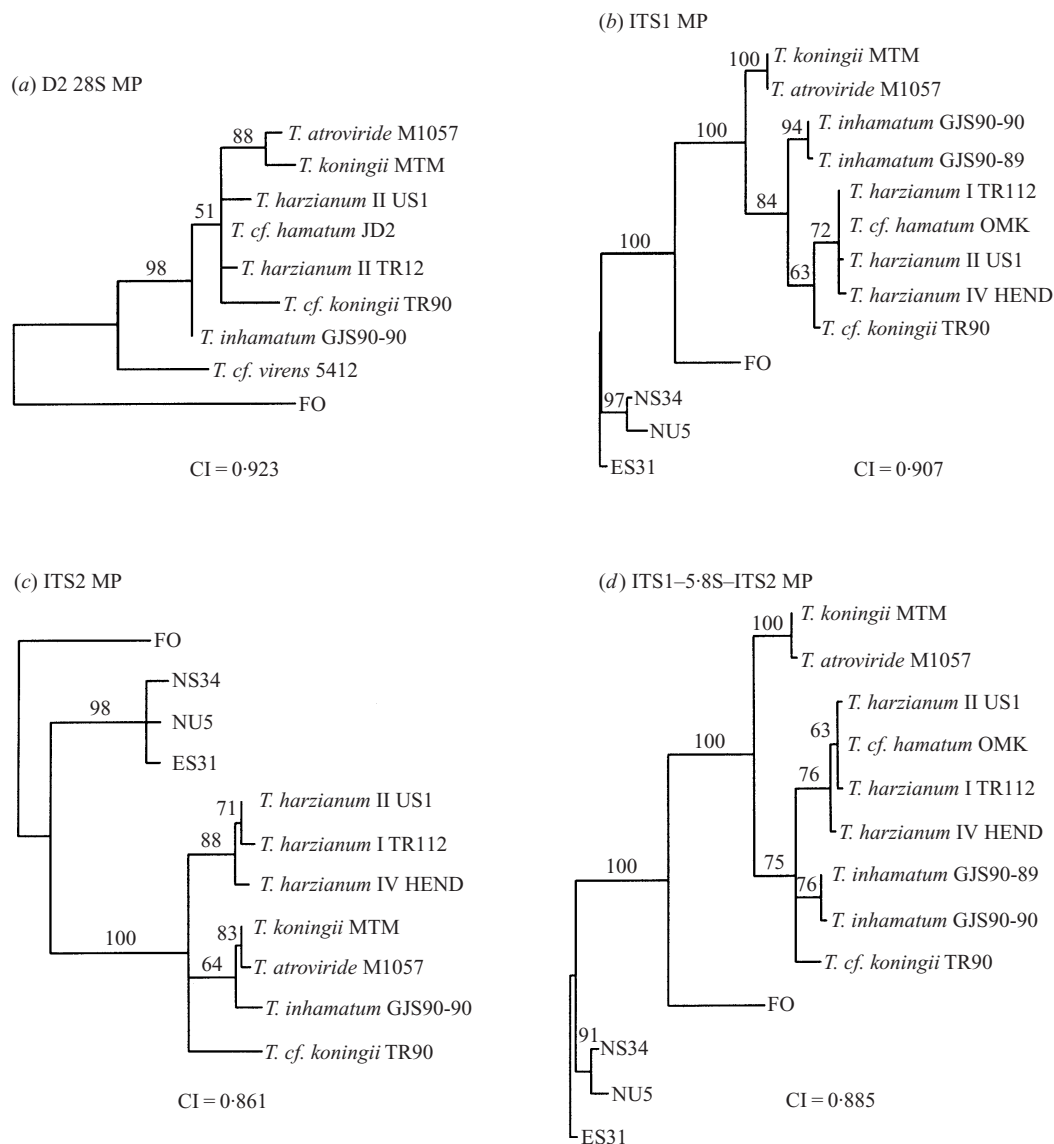 (a) D2 28S MP
88
T. atroviride M1057
T. koningii MTM
T. harzianum II US1
51
T. cf. hamatum JD2
T. harzianum II TR12
98
T. cf. koningii TR90
T. inhamatum GJS90-90
T. cf. virens 5412
FO
CI = 0·923
(b) ITS1 MP
100
T. koningii MTM
T. atroviride M1057
100
94
T. inhamatum GJS90-90
T. inhamatum GJS90-89
84
T. harzianum I TR112
72
T. cf. hamatum OMK
100
T. harzianum II US1
63
T. harzianum IV HEND
T. cf. koningii TR90
FO
97
NS34
NU5
ES31
CI = 0·907
(c) ITS2 MP
FO
NS34
98
NU5
ES31
T. harzianum II US1
71
88
T. harzianum I TR112
T. harzianum IV HEND
100
T. koningii MTM
83
64
T. atroviride M1057
T. inhamatum GJS90-90
T. cf. koningii TR90
CI = 0·861
(d) ITS1–5·8S–ITS2 MP
100
T. koningii MTM
T. atroviride M1057
T. harzianum II US1
63
100
T. cf. hamatum OMK
76
T. harzianum I TR112
T. harzianum IV HEND
100
75
T. inhamatum GJS90-89
76
T. inhamatum GJS90-90
T. cf. koningii TR90
FO
91
NS34
NU5
ES31
CI = 0·885